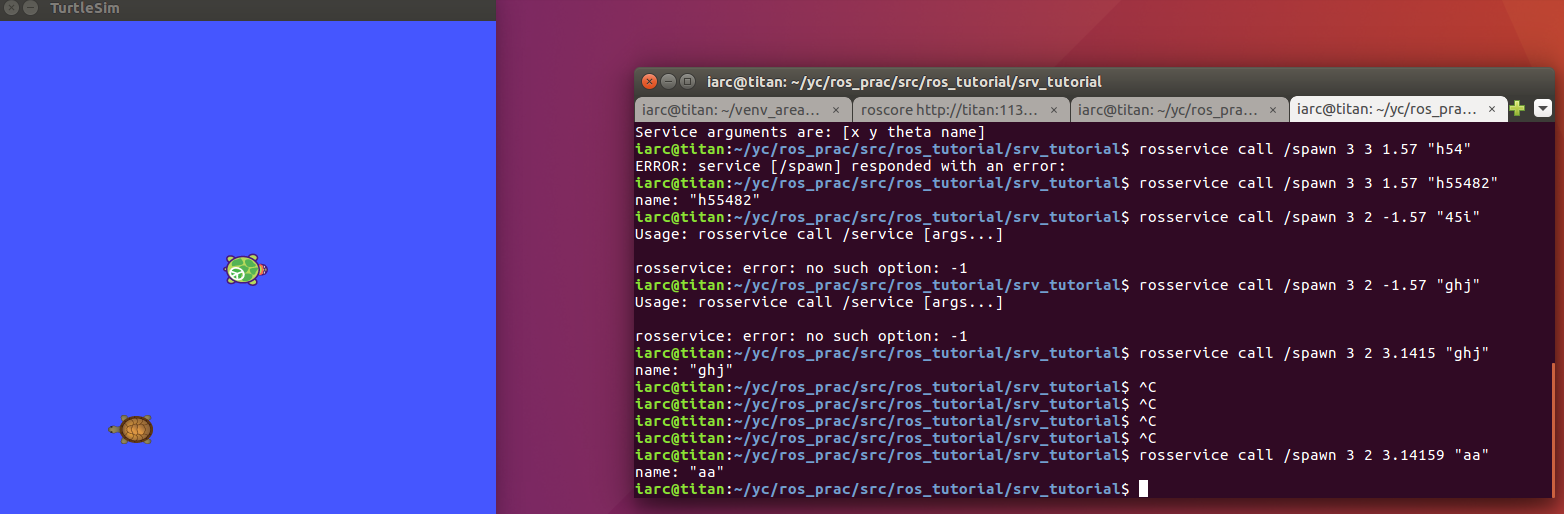 TurtleSim
iarc@titan: ~/yc/ros_prac/src/ros_tutorial/srv_tutorial
iarc@titan: ~/venv_area... × roscore http://titan:113... × iarc@titan: ~/yc/ros_pra... × iarc@titan: ~/yc/ros_pra... ×
Service arguments are: [x y theta name]
iarc@titan:~/yc/ros_prac/src/ros_tutorial/srv_tutorial$ rosservice call /spawn 3 3 1.57 "h54"
ERROR: service [/spawn] responded with an error:
iarc@titan:~/yc/ros_prac/src/ros_tutorial/srv_tutorial$ rosservice call /spawn 3 3 1.57 "h55482"
name: "h55482"
iarc@titan:~/yc/ros_prac/src/ros_tutorial/srv_tutorial$ rosservice call /spawn 3 2 -1.57 "45i"
Usage: rosservice call /service [args...]
rosservice: error: no such option: -1
iarc@titan:~/yc/ros_prac/src/ros_tutorial/srv_tutorial$ rosservice call /spawn 3 2 -1.57 "ghj"
Usage: rosservice call /service [args...]
rosservice: error: no such option: -1
iarc@titan:~/yc/ros_prac/src/ros_tutorial/srv_tutorial$ rosservice call /spawn 3 2 3.1415 "ghj"
name: "ghj"
iarc@titan:~/yc/ros_prac/src/ros_tutorial/srv_tutorial$ ^C
iarc@titan:~/yc/ros_prac/src/ros_tutorial/srv_tutorial$ ^C
iarc@titan:~/yc/ros_prac/src/ros_tutorial/srv_tutorial$ ^C
iarc@titan:~/yc/ros_prac/src/ros_tutorial/srv_tutorial$ ^C
iarc@titan:~/yc/ros_prac/src/ros_tutorial/srv_tutorial$ rosservice call /spawn 3 2 3.14159 "aa"
name: "aa"
iarc@titan:~/yc/ros_prac/src/ros_tutorial/srv_tutorial$